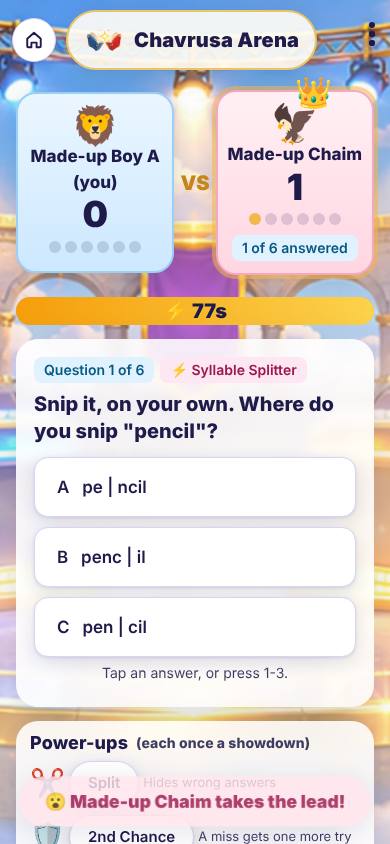 Chavrusa Arena
Made-up Boy A
(you)
0
VS
Made-up Chaim
1
1 of 6 answered
⚡ 77s
Question 1 of 6
⚡ Syllable Splitter
Snip it, on your own. Where do
you snip "pencil"?
A pe | ncil
B penc | il
C pen | cil
Tap an answer, or press 1-3.
Power-ups (each once a showdown)
Split Hides wrong answers
😮 Made-up Chaim takes the lead!
2nd Chance A miss gets one more try